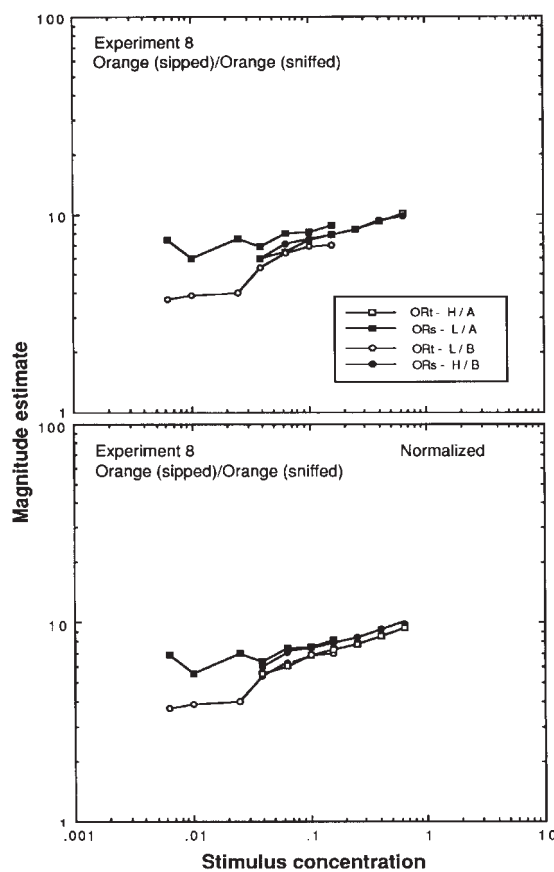 100
Experiment 8
Orange (sipped)/Orange (sniffed)
10
ORt - H / A
ORs - L / A
ORt - L / B
ORs - H / B
1
Magnitude estimate
100
Experiment 8 Normalized
Orange (sipped)/Orange (sniffed)
10
1
.001 .01 .1 1 10
Stimulus concentration